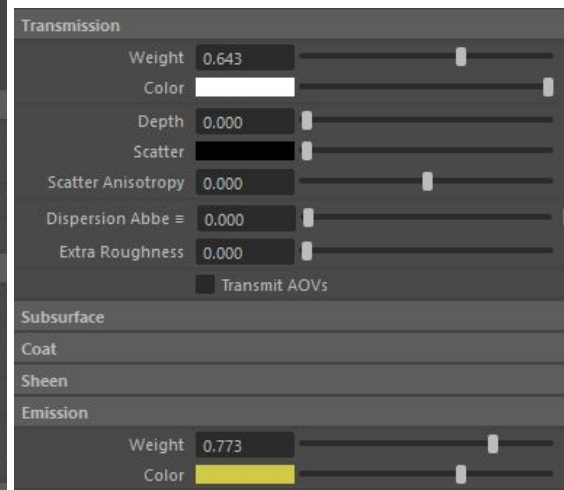 Transmission
Weight 0.643
Color
Depth 0.000
Scatter
Scatter Anisotropy 0.000
Dispersion Abbe ≡ 0.000
Extra Roughness 0.000
Transmit AOVs
Subsurface
Coat
Sheen
Emission
Weight 0.773
Color